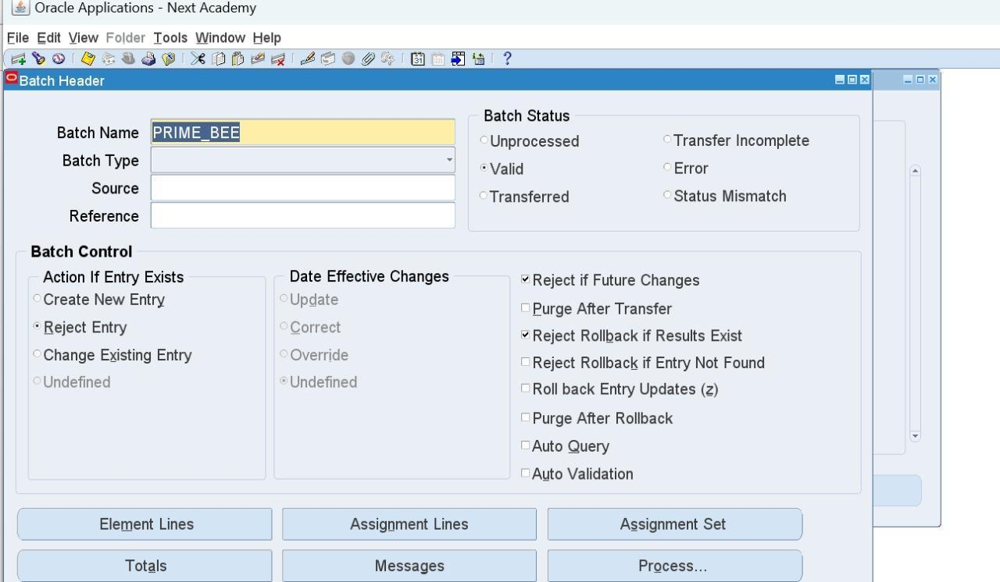 Oracle Applications - Next Academy
File Edit View Folder Tools Window Help
Batch Header
Batch Name PRIME_BEE
Batch Type
Source
Reference
Batch Status
Unprocessed Transfer Incomplete
Valid Error
Transferred Status Mismatch
Batch Control
Action If Entry Exists
Create New Entry
Reject Entry
Change Existing Entry
Undefined
Date Effective Changes
Update
Correct
Override
Undefined
Reject if Future Changes
Purge After Transfer
Reject Rollback if Results Exist
Reject Rollback if Entry Not Found
Roll back Entry Updates (z)
Purge After Rollback
Auto Query
Auto Validation
Element Lines Assignment Lines Assignment Set
Totals Messages Process...